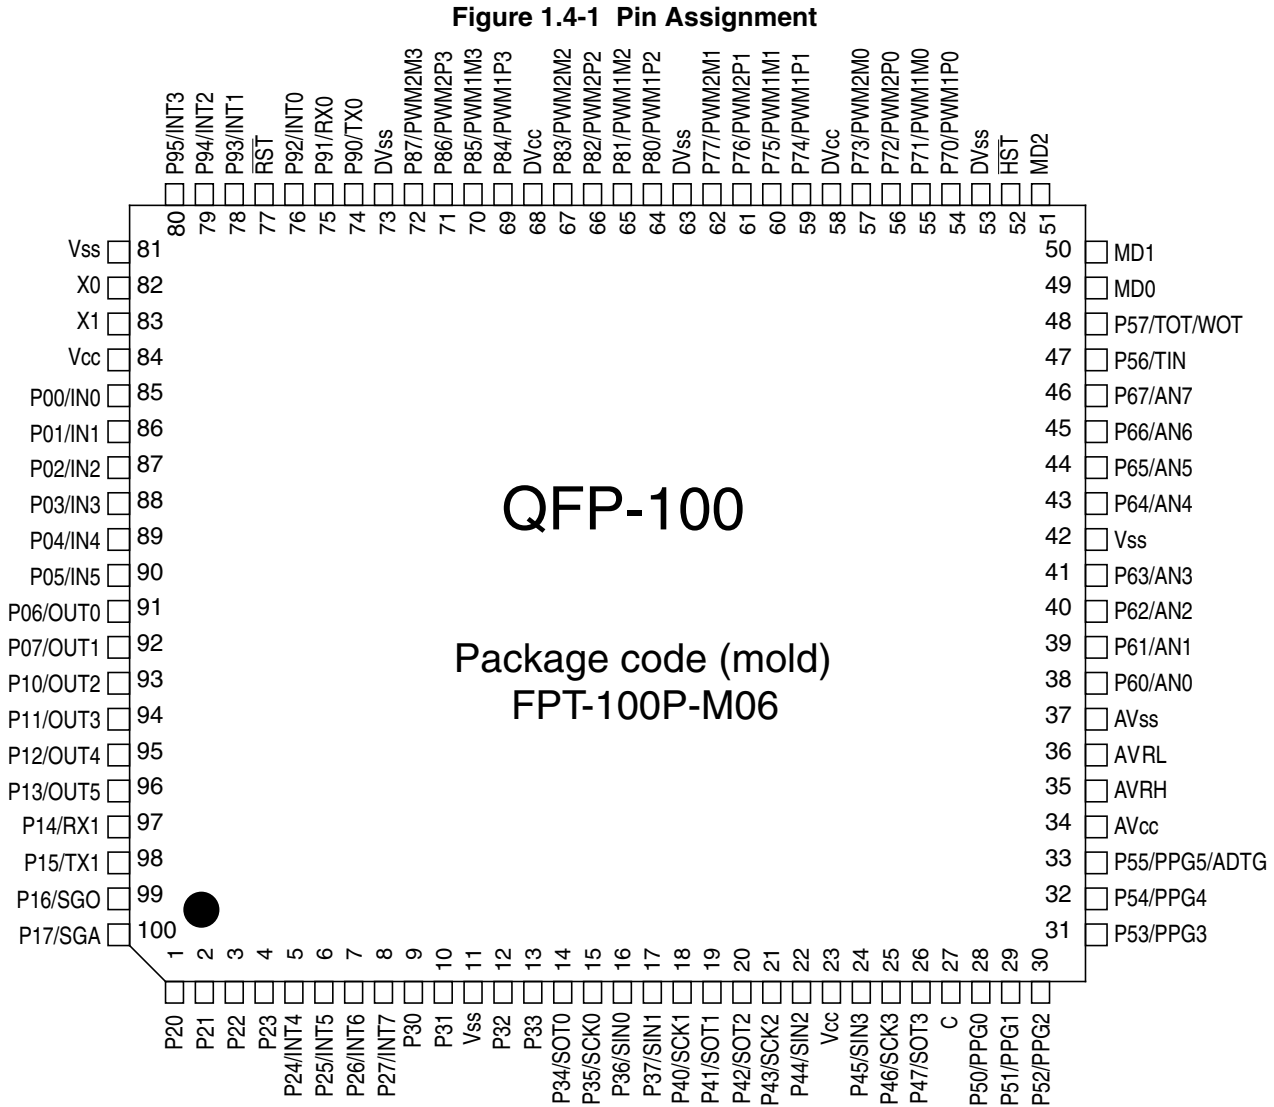 Figure 1.4-1 Pin Assignment
P95/INT3
P94/INT2
P93/INT1
RST
P92/INT0
P91/RX0
P90/TX0
DVss
P87/PWM2M3
P86/PWM2P3
P85/PWM1M3
P84/PWM1P3
DVcc
P83/PWM2M2
P82/PWM2P2
P81/PWM1M2
P80/PWM1P2
DVss
P77/PWM2M1
P76/PWM2P1
P75/PWM1M1
P74/PWM1P1
DVcc
P73/PWM2M0
P72/PWM2P0
P71/PWM1M0
P70/PWM1P0
DVss
HST
MD2
80
79
78
77
76
75
74
73
72
71
70
69
68
67
66
65
64
63
62
61
60
59
58
57
56
55
54
53
52
51
Vss 81
X0 82
X1 83
Vcc 84
P00/IN0 85
P01/IN1 86
P02/IN2 87
P03/IN3 88
P04/IN4 89
P05/IN5 90
P06/OUT0 91
P07/OUT1 92
P10/OUT2 93
P11/OUT3 94
P12/OUT4 95
P13/OUT5 96
P14/RX1 97
P15/TX1 98
P16/SGO 99
P17/SGA 100
QFP-100
Package code (mold)
FPT-100P-M06
50 MD1
49 MD0
48 P57/TOT/WOT
47 P56/TIN
46 P67/AN7
45 P66/AN6
44 P65/AN5
43 P64/AN4
42 Vss
41 P63/AN3
40 P62/AN2
39 P61/AN1
38 P60/AN0
37 AVss
36 AVRL
35 AVRH
34 AVcc
33 P55/PPG5/ADTG
32 P54/PPG4
31 P53/PPG3
1
2
3
4
5
6
7
8
9
10
11
12
13
14
15
16
17
18
19
20
21
22
23
24
25
26
27
28
29
30
P20
P21
P22
P23
P24/INT4
P25/INT5
P26/INT6
P27/INT7
P30
P31
Vss
P32
P33
P34/SOT0
P35/SCK0
P36/SIN0
P37/SIN1
P40/SCK1
P41/SOT1
P42/SOT2
P43/SCK2
P44/SIN2
Vcc
P45/SIN3
P46/SCK3
P47/SOT3
C
P50/PPG0
P51/PPG1
P52/PPG2